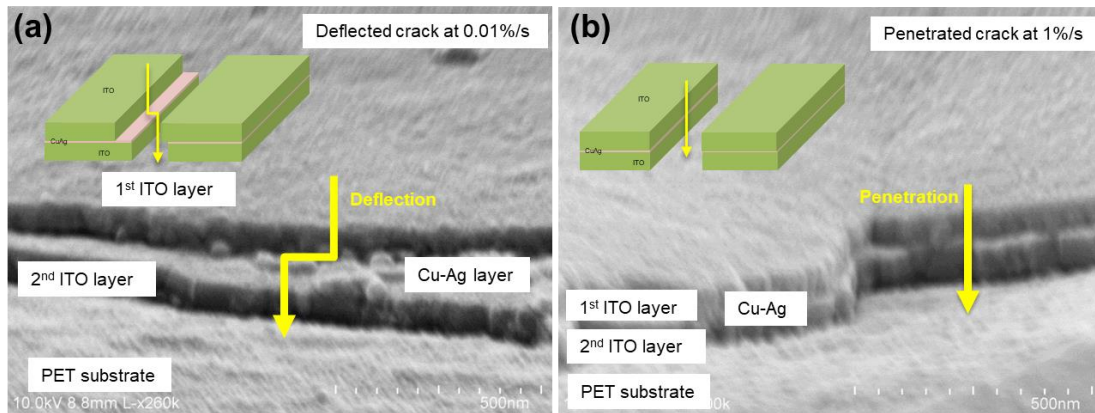 (a)
Deflected crack at 0.01%/s
ITO
CuAg
ITO
1st ITO layer
Deflection
2nd ITO layer
Cu-Ag layer
PET substrate
10.0kV 8.8mm L-x260k
500nm
(b)
Penetrated crack at 1%/s
ITO
CuAg
ITO
Penetration
1st ITO layer
Cu-Ag
2nd ITO layer
PET substrate
500nm